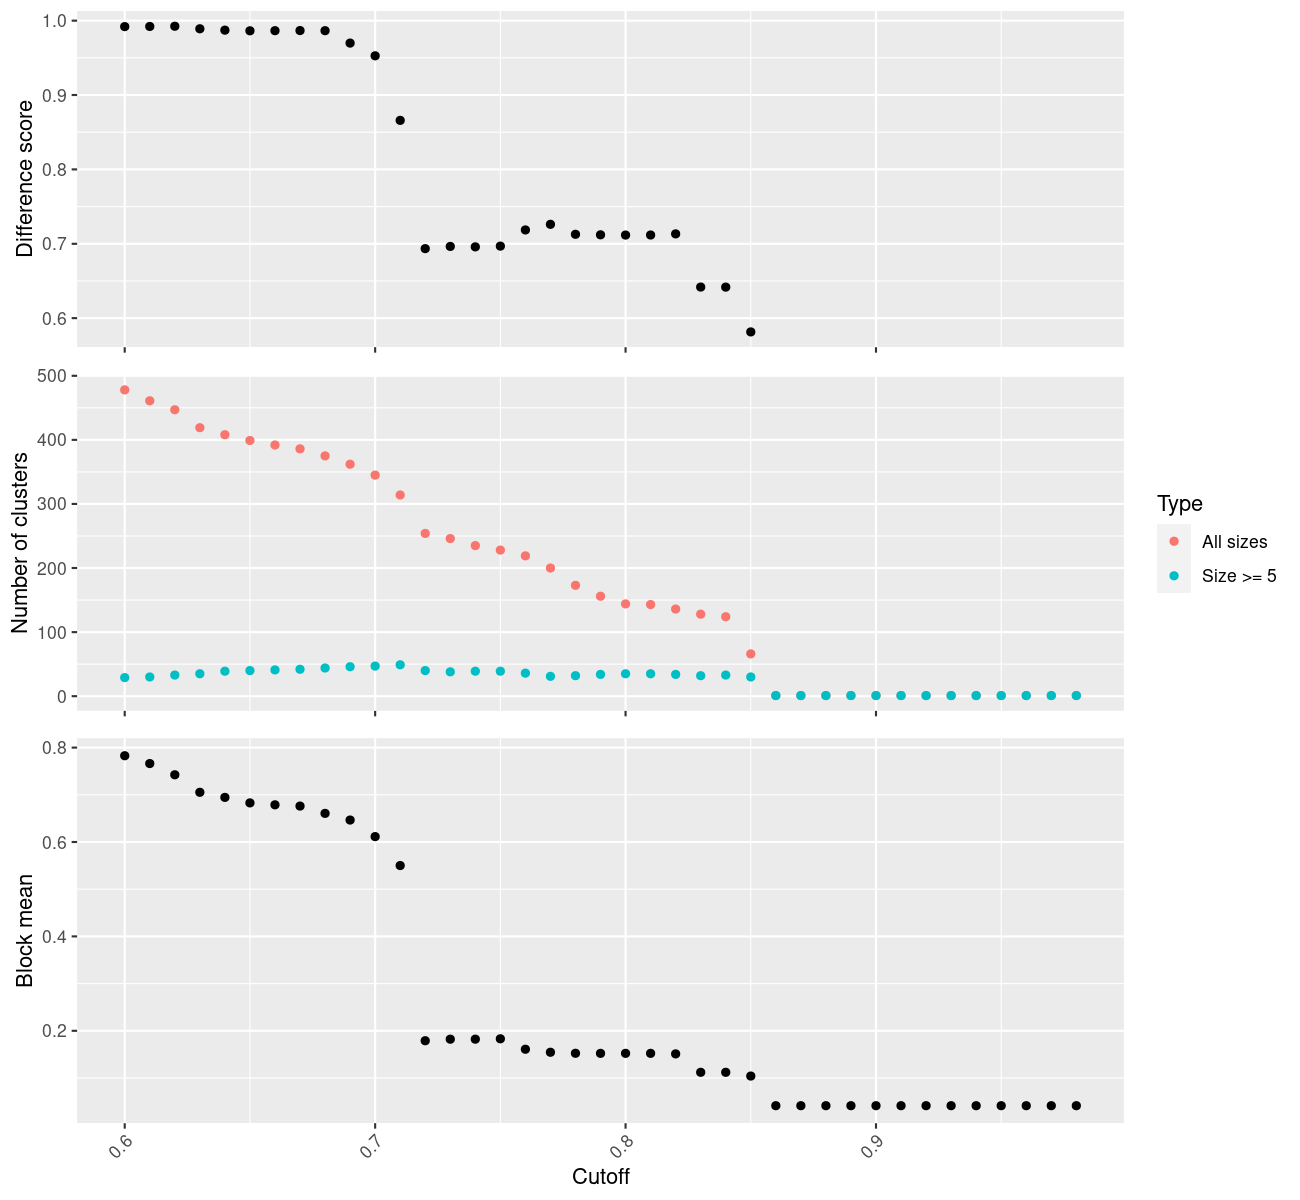 Difference score
1.0
0.9
0.8
0.7
0.6
Number of clusters
500
400
300
200
100
0
Type
All sizes
Size >= 5
Block mean
0.8
0.6
0.4
0.2
0.6
0.7
0.8
0.9
Cutoff